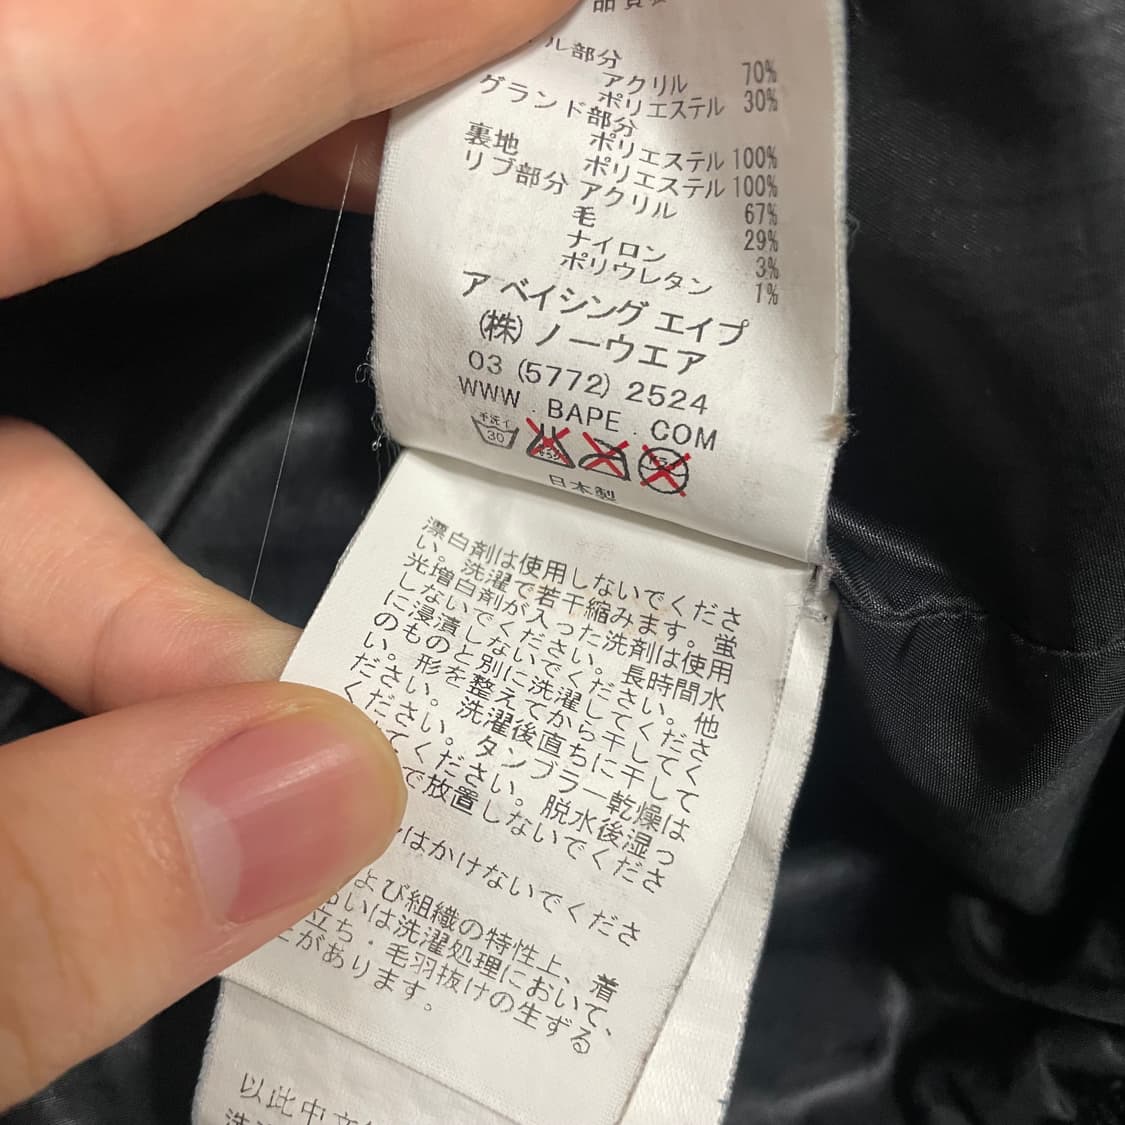 ル部分
アクリル 70%
ポリエステル 30%
グランド部分
ポリエステル 100%
裏地 ポリエステル 100%
リブ部分 アクリル 67%
毛 29%
ナイロン 3%
ポリウレタン 1%
ア ベイシング エイプ
(株) ノーウエア
03 (5772) 2524
WWW . BAPE . COM
手洗イ
30
日本製
漂白剤は使用しないでくださ
い。洗濯で若干縮みます。蛍
光増白剤が入った洗剤は使用
しないでください。長時間水
に浸漬しないでください。他
のものと別に洗濯してくださ
い。形を整えてから干してく
ださい。洗濯後直ちに干して
ください。タンブラー乾燥は
てください。脱水後湿っ
で放置しないでくださ
はかけないでくださ
よび組織の特性上、着
いは洗濯処理において、
立ち・毛羽抜けの生ずる
があります。
以此中文